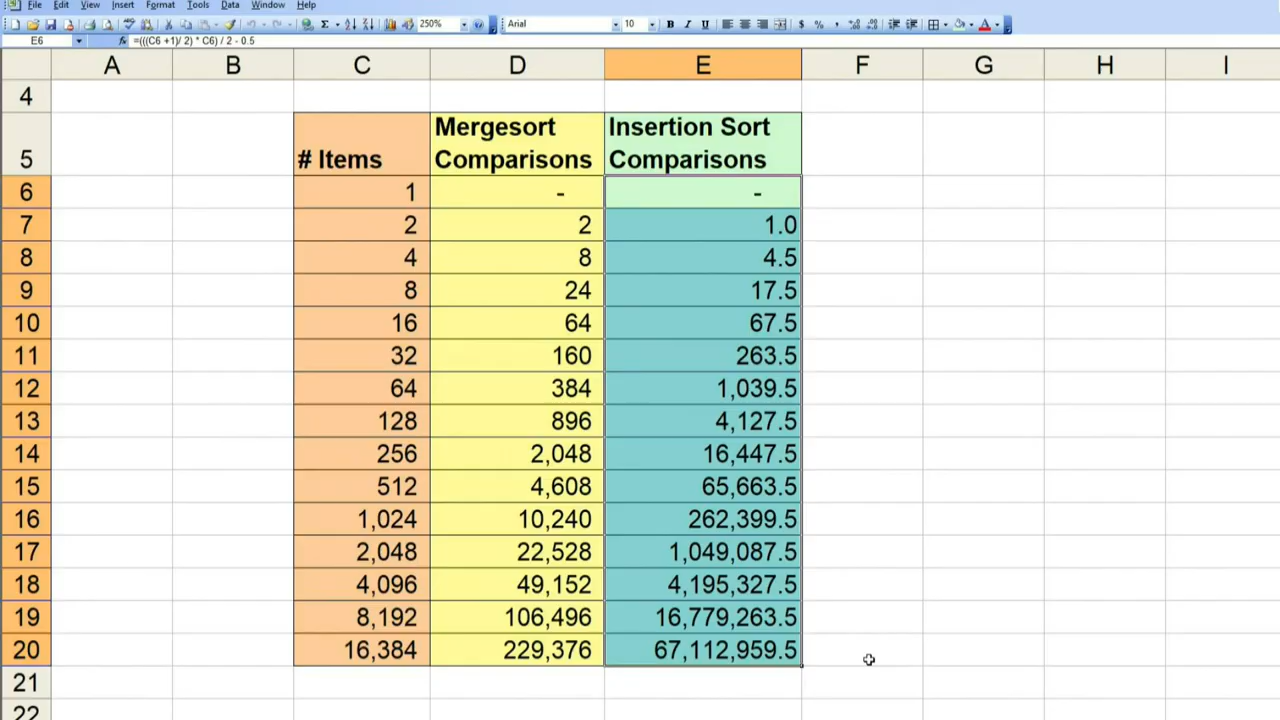 File Edit View Insert Format Tools Data Window Help
250% Arial 10 B I U $ % ,
E6 fx =(((C6 +1)/ 2) * C6) / 2 - 0.5
A B C D E F G H I
4
5 # Items Mergesort Comparisons Insertion Sort Comparisons
6 1 - -
7 2 2 1.0
8 4 8 4.5
9 8 24 17.5
10 16 64 67.5
11 32 160 263.5
12 64 384 1,039.5
13 128 896 4,127.5
14 256 2,048 16,447.5
15 512 4,608 65,663.5
16 1,024 10,240 262,399.5
17 2,048 22,528 1,049,087.5
18 4,096 49,152 4,195,327.5
19 8,192 106,496 16,779,263.5
20 16,384 229,376 67,112,959.5
21
22